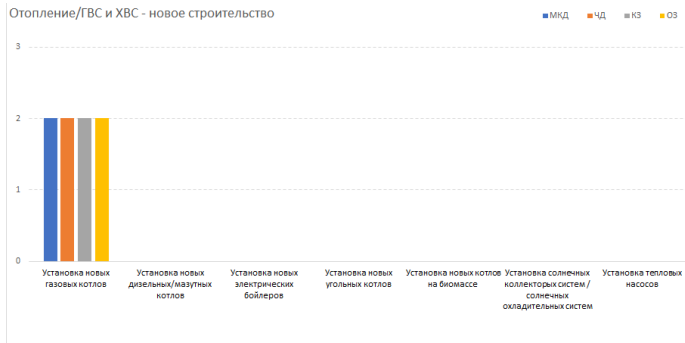 Отопление/ГВС и ХВС - новое строительство
МКД ЧД КЗ ОЗ
3
2
1
0
Установка новых
газовых котлов
Установка новых
дизельных/мазутных
котлов
Установка новых
электрических
бойлеров
Установка новых
угольных котлов
Установка новых котлов
на биомассе
Установка солнечных
коллекторых систем /
солнечных
охладительных систем
Установка тепловых
насосов